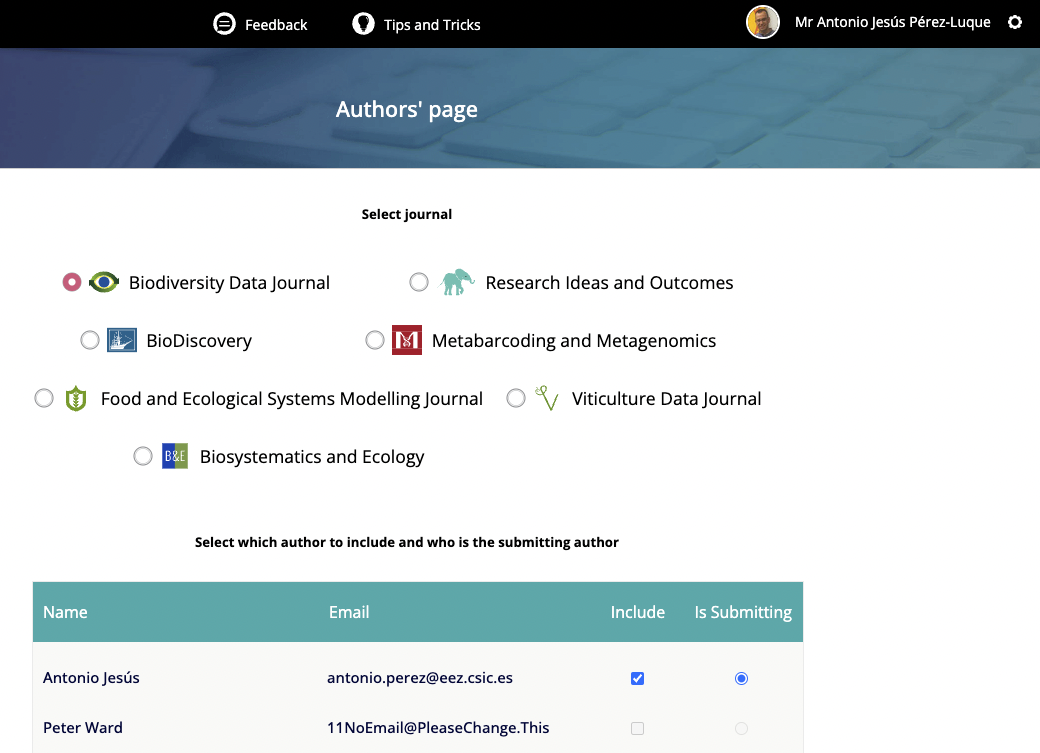 Feedback Tips and Tricks Mr Antonio Jesús Pérez-Luque
Authors' page
Select journal
Biodiversity Data Journal Research Ideas and Outcomes
BioDiscovery M Metabarcoding and Metagenomics
Food and Ecological Systems Modelling Journal Viticulture Data Journal
B&E Biosystematics and Ecology
Select which author to include and who is the submitting author
Name Email Include Is Submitting
Antonio Jesús antonio.perez@eez.csic.es
Peter Ward 11NoEmail@PleaseChange.This